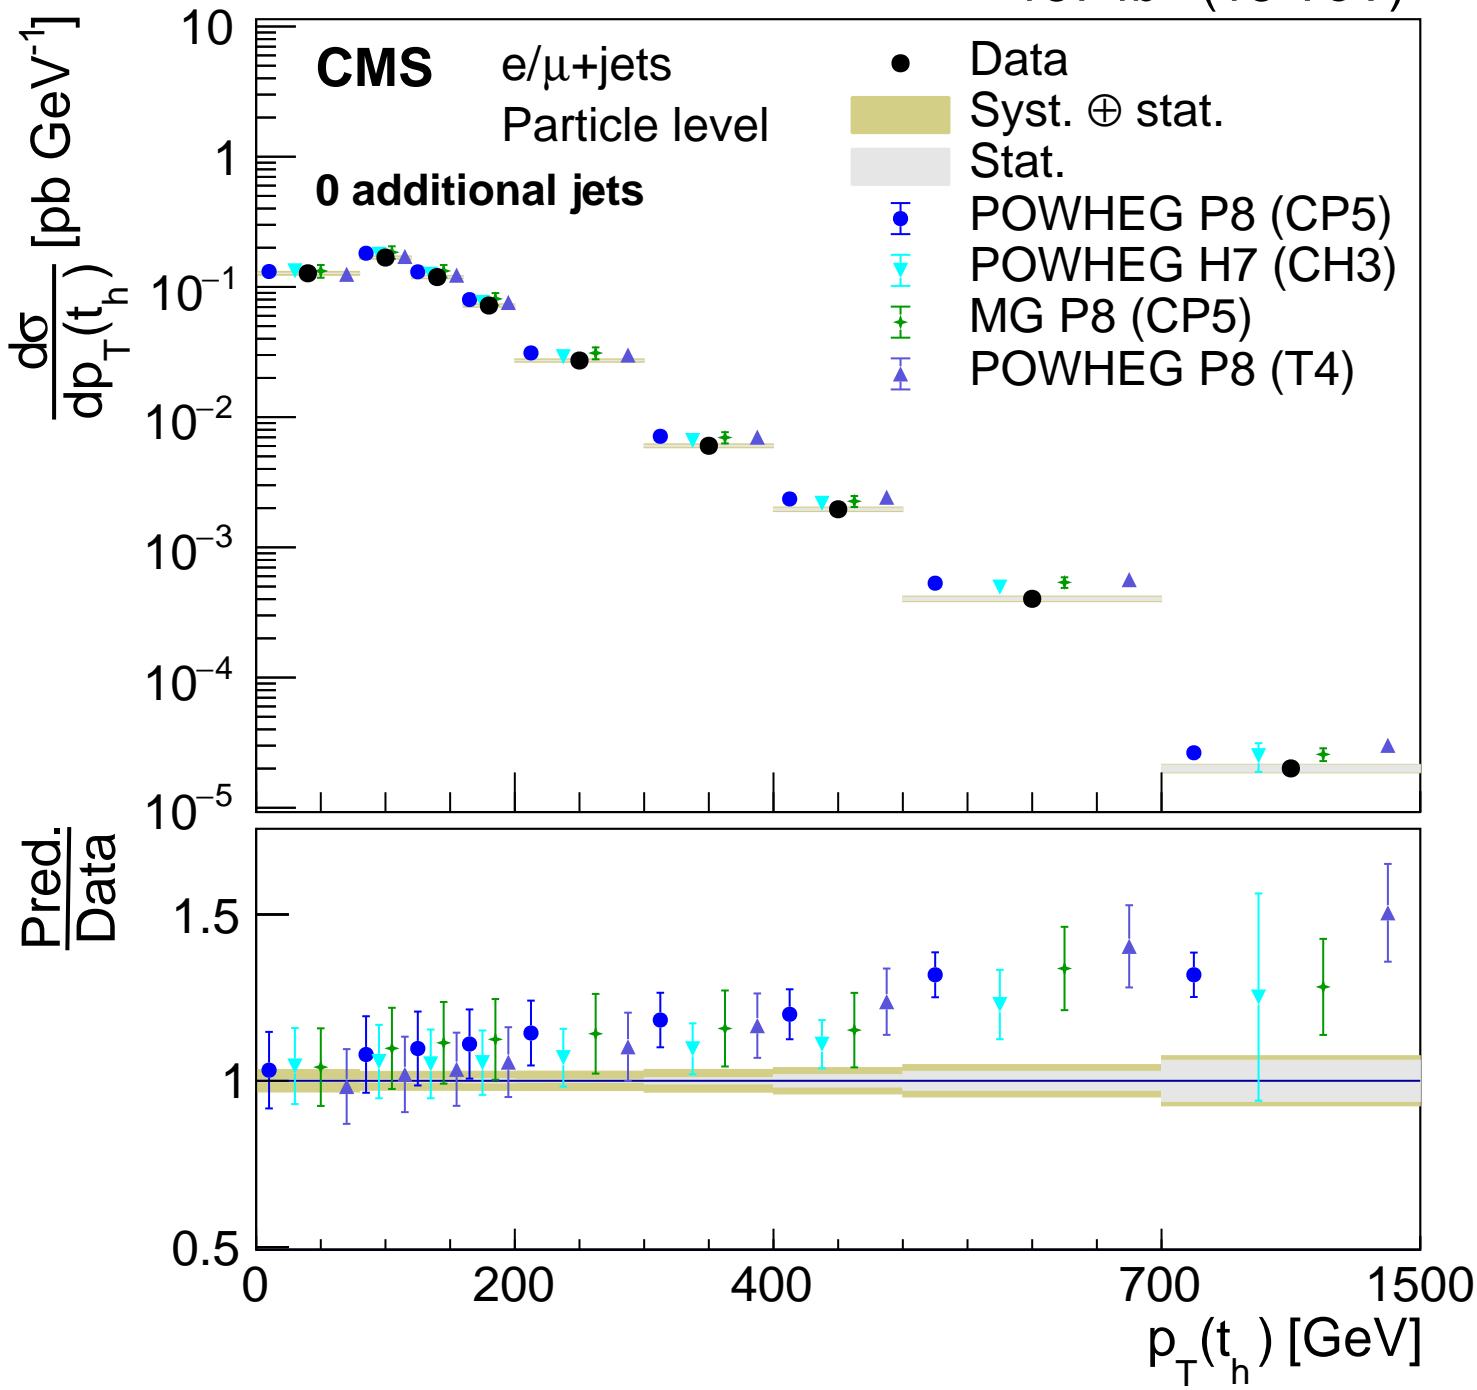 CMS
e/μ+jets
Particle level
0 additional jets
Data
Syst. ⊕ stat.
Stat.
POWHEG P8 (CP5)
POWHEG H7 (CH3)
MG P8 (CP5)
POWHEG P8 (T4)
dσ
dp_T(t_h) [pb GeV⁻¹]
10
1
10⁻¹
10⁻²
10⁻³
10⁻⁴
10⁻⁵
Pred.
Data
1.5
1
0.5
0 200 400 700 1500
p_T(t_h) [GeV]